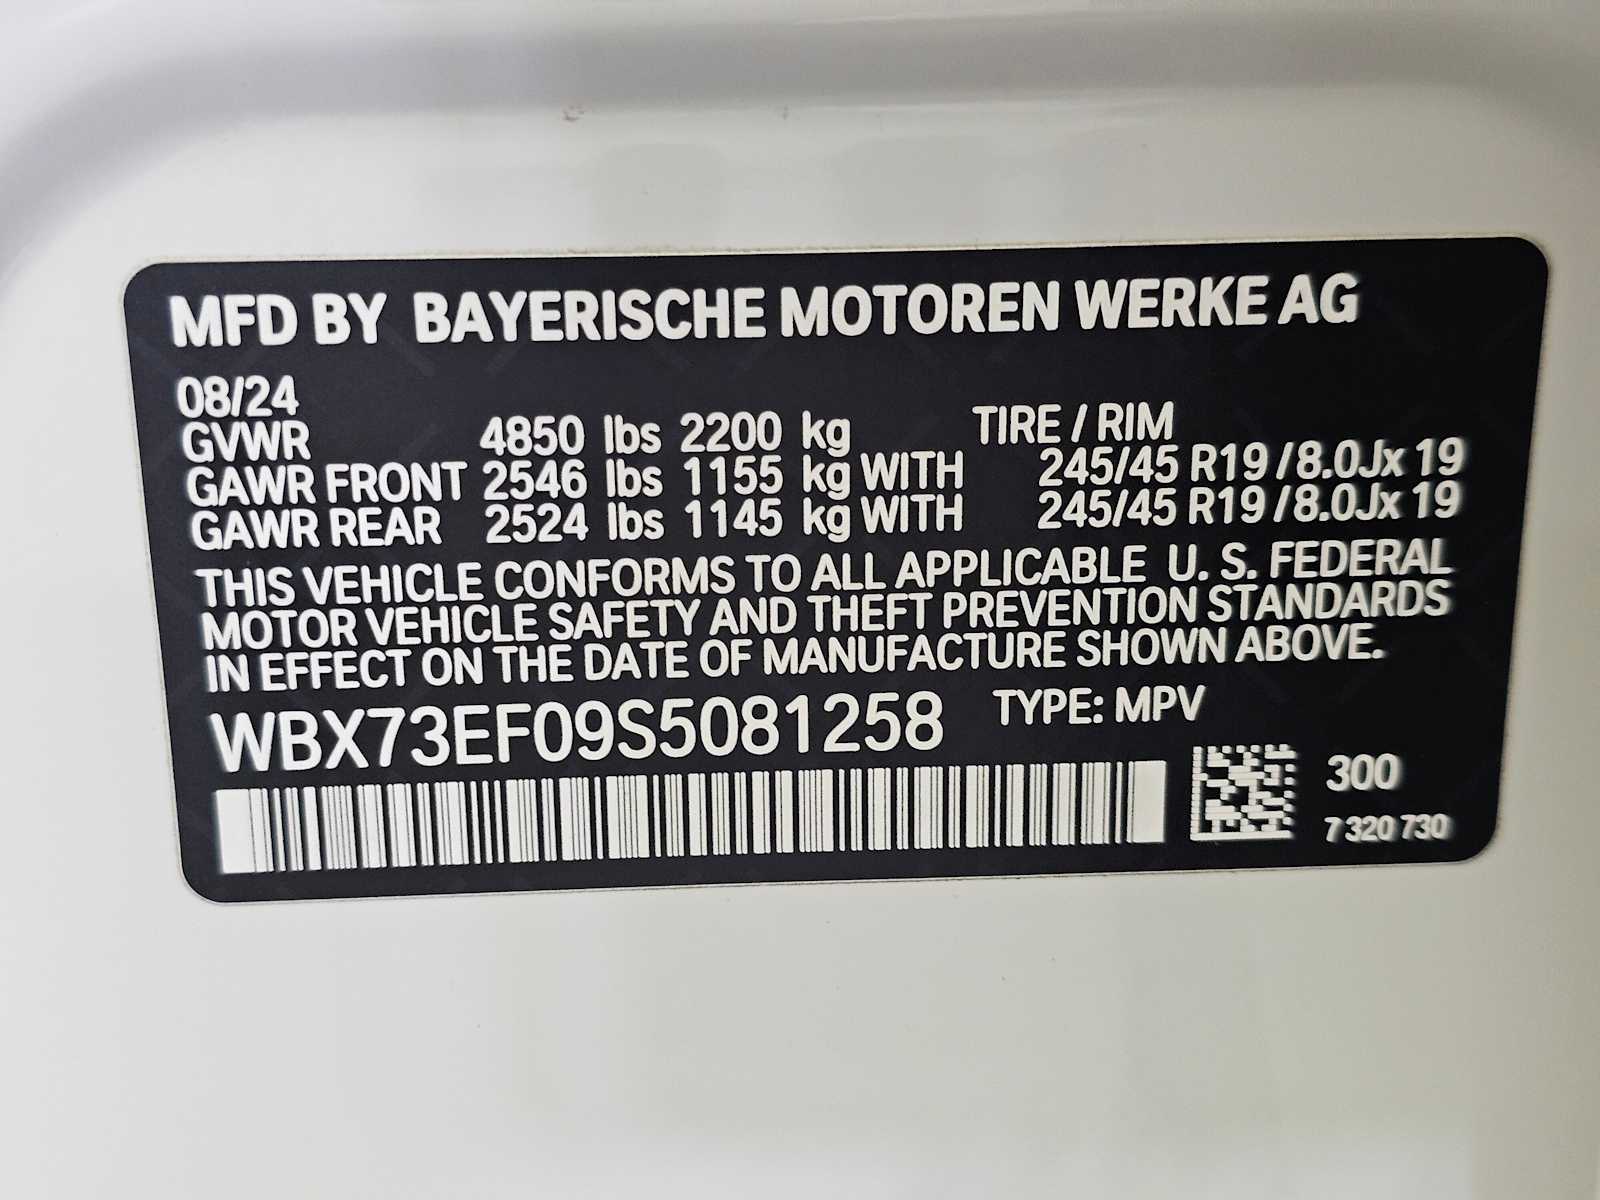 MFD BY BAYERISCHE MOTOREN WERKE AG
08/24
GVWR 4850 lbs 2200 kg TIRE / RIM
GAWR FRONT 2546 lbs 1155 kg WITH 245/45 R19 / 8.0Jx 19
GAWR REAR 2524 lbs 1145 kg WITH 245/45 R19 / 8.0Jx 19
THIS VEHICLE CONFORMS TO ALL APPLICABLE U. S. FEDERAL
MOTOR VEHICLE SAFETY AND THEFT PREVENTION STANDARDS
IN EFFECT ON THE DATE OF MANUFACTURE SHOWN ABOVE.
WBX73EF09S5081258 TYPE: MPV
300
7 320 730